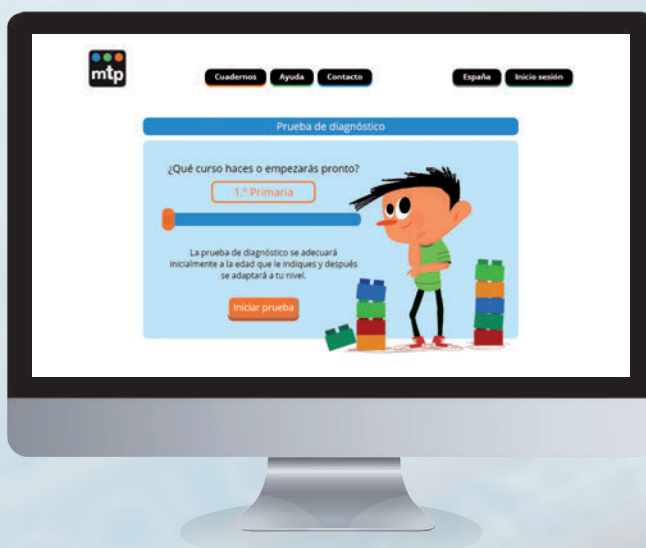 mtp
Cuadernos Ayuda Contacto
España Inicio sesión
Prueba de diagnóstico
¿Qué curso haces o empezarás pronto?
1.º Primaria
La prueba de diagnóstico se adecuará
inicialmente a la edad que le indiques y después
se adaptará a tu nivel.
Iniciar prueba